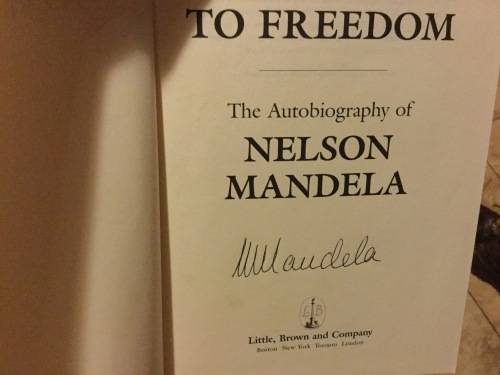 TO FREEDOM
The Autobiography of
NELSON
MANDELA
NMandela
L B
Little, Brown and Company
Boston New York Toronto London